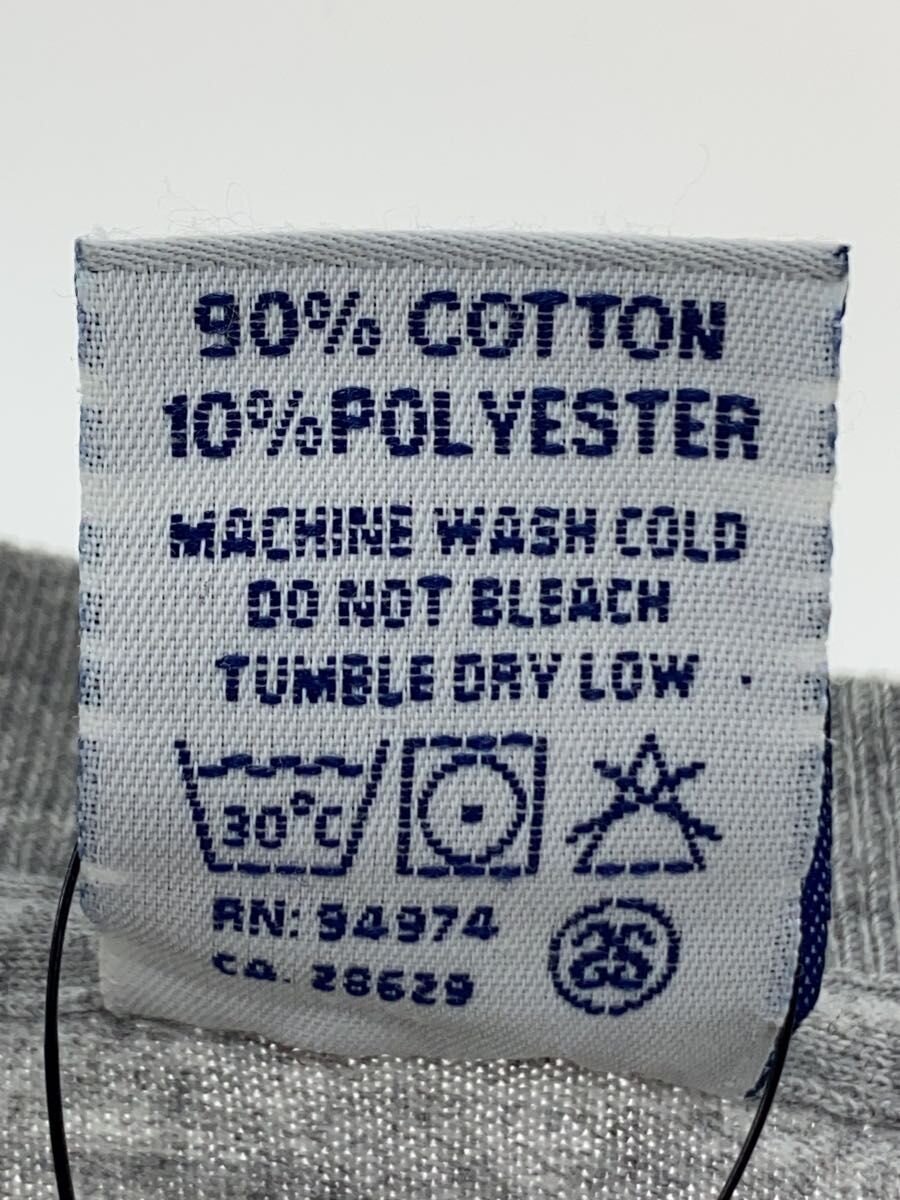 90% COTTON
10% POLYESTER
MACHINE WASH COLD
DO NOT BLEACH
TUMBLE DRY LOW
30°C
RN: 94974
CA. 28629